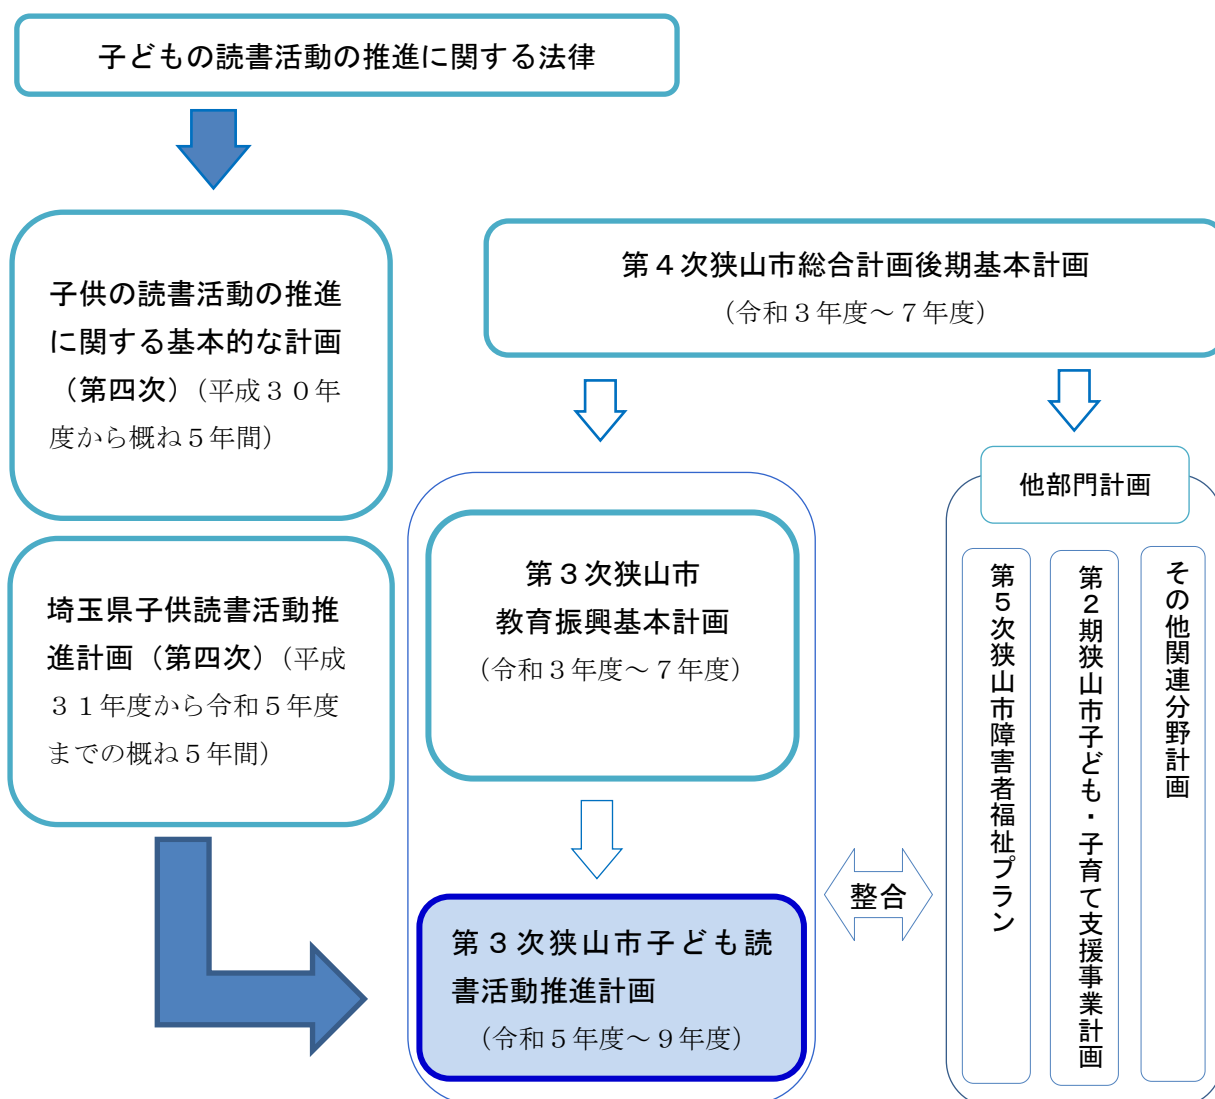 子どもの読書活動の推進に関する法律
子供の読書活動の推進
に関する基本的な計画
（第四次）（平成３０年
度から概ね５年間）
埼玉県子供読書活動推
進計画（第四次）（平成
３１年度から令和５年度
までの概ね５年間）
第４次狭山市総合計画後期基本計画
（令和３年度～７年度）
第３次狭山市
教育振興基本計画
（令和３年度～７年度）
第３次狭山市子ども読
書活動推進計画
（令和５年度～９年度）
整合
他部門計画
第５次狭山市障害者福祉プラン
第２期狭山市子ども・子育て支援事業計画
その他関連分野計画